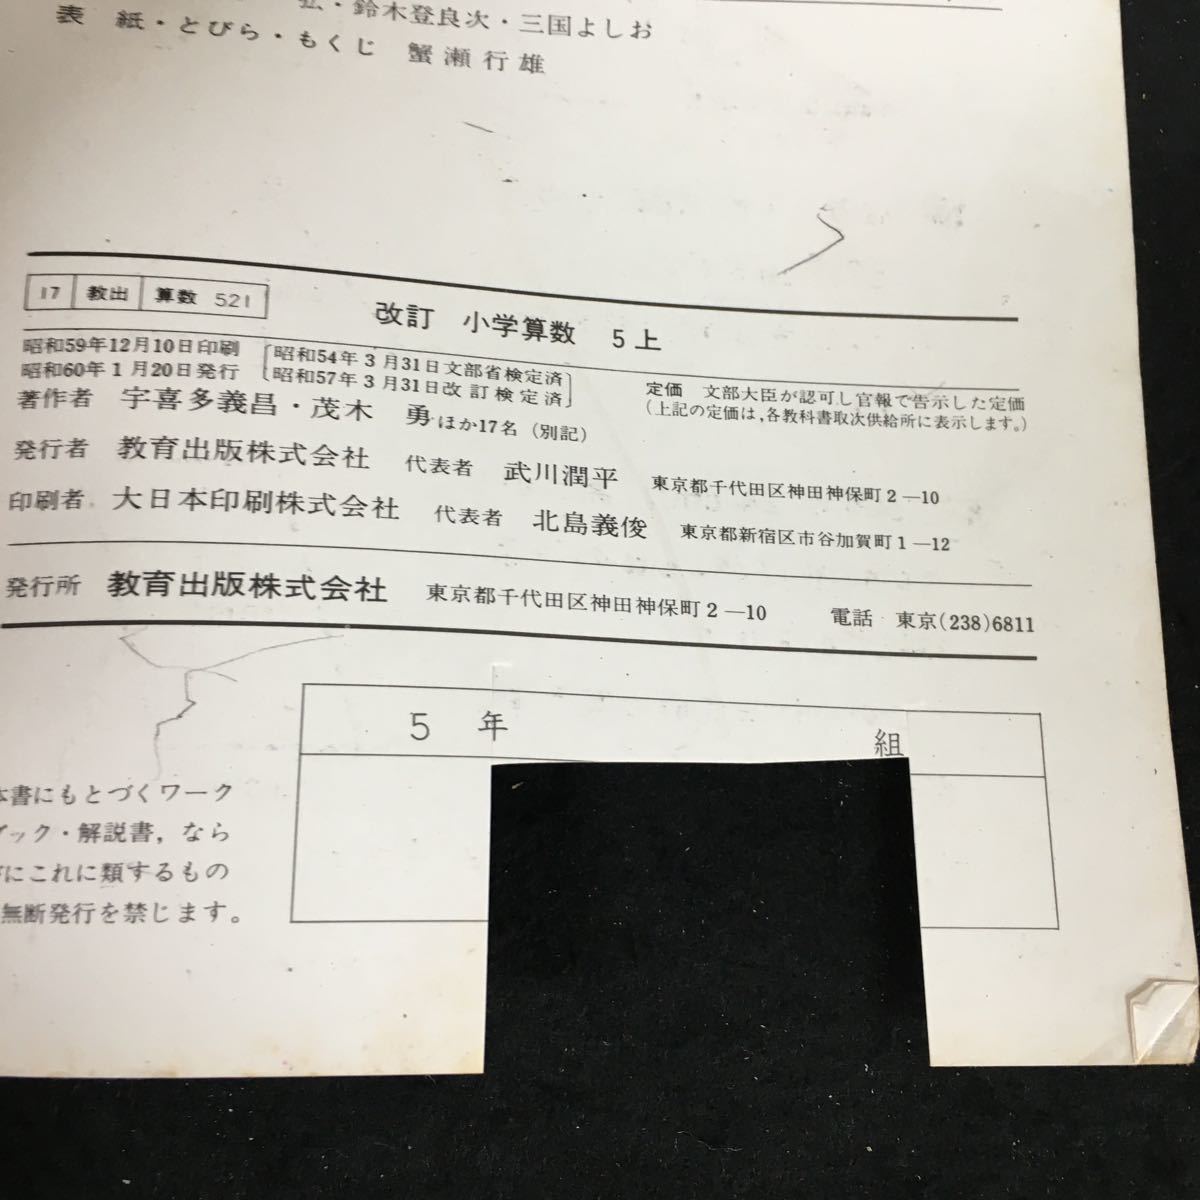 弘・鈴木登良次・三国よしお
表 紙・とびら・もくじ 蟹瀬行雄
17 教出 算数 521
改訂 小学算数 5上
昭和59年12月10日印刷
昭和60年1月20日発行
昭和54年3月31日文部省検定済
昭和57年3月31日改訂検定済
定価 文部大臣が認可し官報で告示した定価
(上記の定価は,各教科書取次供給所に表示します。)
著作者 宇喜多義昌・茂木 勇 ほか17名(別記)
発行者 教育出版株式会社 代表者 武川潤平 東京都千代田区神田神保町2―10
印刷者 大日本印刷株式会社 代表者 北島義俊 東京都新宿区市谷加賀町1―12
発行所 教育出版株式会社 東京都千代田区神田神保町2―10 電話 東京(238)6811
5 年 組
本書にもとづくワーク
ブック・解説書,なら
びにこれに類するもの
無断発行を禁じます。